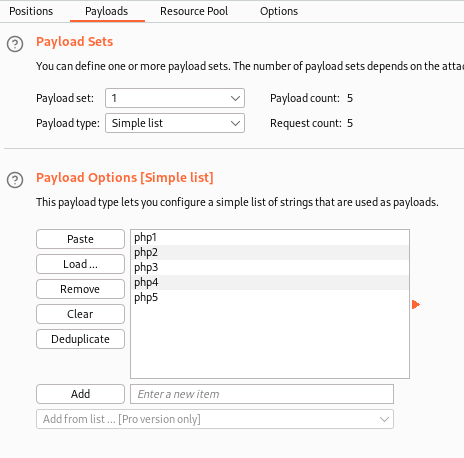 Positions Payloads Resource Pool Options
Payload Sets
You can define one or more payload sets. The number of payload sets depends on the attac
Payload set: 1 Payload count: 5
Payload type: Simple list Request count: 5
Payload Options [Simple list]
This payload type lets you configure a simple list of strings that are used as payloads.
Paste php1
php2
Load ... php3
Remove php4
php5
Clear
Deduplicate
Add Enter a new item
Add from list ... [Pro version only]